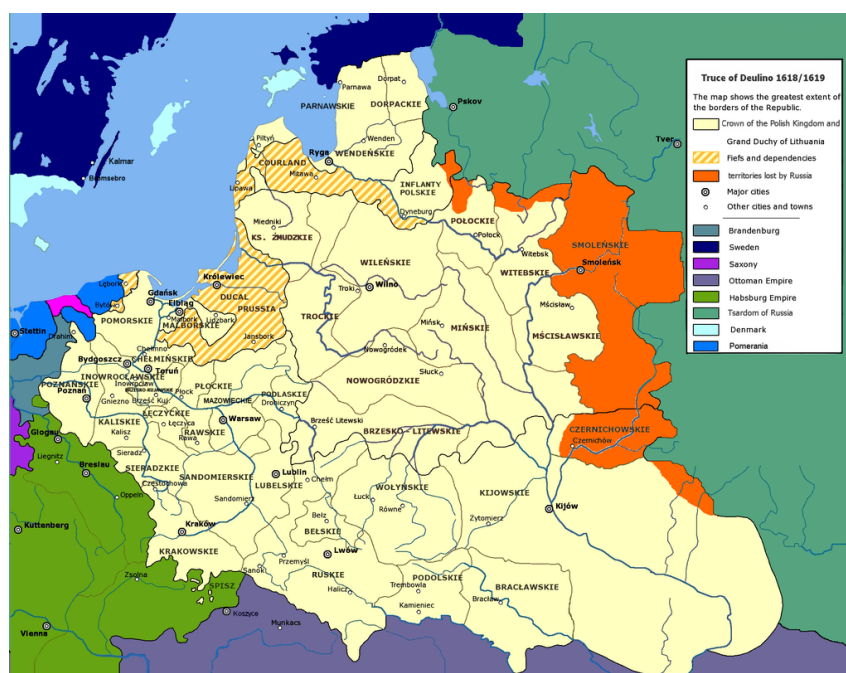 Truce of Deulino 1618/1619
The map shows the greatest extent of
the borders of the Republic.
Crown of the Polish Kingdom and
Grand Duchy of Lithuania
Fiefs and dependencies
territories lost by Russia
Major cities
Other cities and towns
Brandenburg
Sweden
Saxony
Ottoman Empire
Habsburg Empire
Tsardom of Russia
Denmark
Pomerania
Dorpat
Parnawa
PARNAWSKIE
DORPACKIE
Pskov
Piltyń
Wenden
Tver
Ryga
WENDEŃSKIE
Kalmar
COURLAND
Mitawa
Bromsebro
Lipawa
INFLANTY
POLSKIE
Dyneburg
Miedniki
POŁOCKIE
KS. ŻMUDZKIE
Połock
SMOLEŃSKIE
Witebsk
WILEŃSKIE
WITEBSKIE
Smoleńsk
Królewiec
Troki
Wilno
Lębork
Gdańsk
DUCAL
PRUSSIA
Bytów
Elbląg
Mścisław
Malbork
Lidzbark
TROCKIE
Mińsk
MIŃSKIE
POMORSKIE
MALBORSKIE
Stettin
Drahim
Jansbork
MŚCISŁAWSKIE
Chełmno
Nowogródek
Bydgoszcz
CHEŁMIŃSKIE
Toruń
Słuck
INOWROCŁAWSKIE
NOWOGRÓDZKIE
POZNAŃSKIE
Inowrocław
PŁOCKIE
Poznań
Gniezno
Brześć Kuj.
Płock
MAZOWIECKIE
PODLASKIE
Drohiczyn
ŁĘCZYCKIE
KALISKIE
Łęczyca
Warsaw
Brześć Litewski
Głogau
Kalisz
RAWSKIE
Rawa
BRZESKO - LITEWSKIE
CZERNICHOWSKIE
Czernichów
Liegnitz
Sieradz
Breslau
SIERADZKIE
Lublin
SANDOMIERSKIE
Chełm
Częstochowa
LUBELSKIE
WOŁYŃSKIE
KIJOWSKIE
Oppeln
Sandomierz
Łuck
Równe
Kijów
Bełz
Żytomierz
Kuttenberg
Kraków
BEŁSKIE
KRAKOWSKIE
Lwów
Przemyśl
Sanok
Zsolna
RUSKIE
Trembowla
PODOLSKIE
SPISZ
Halicz
BRACŁAWSKIE
Bracław
Koszyce
Kamieniec
Munkacs
Vienna